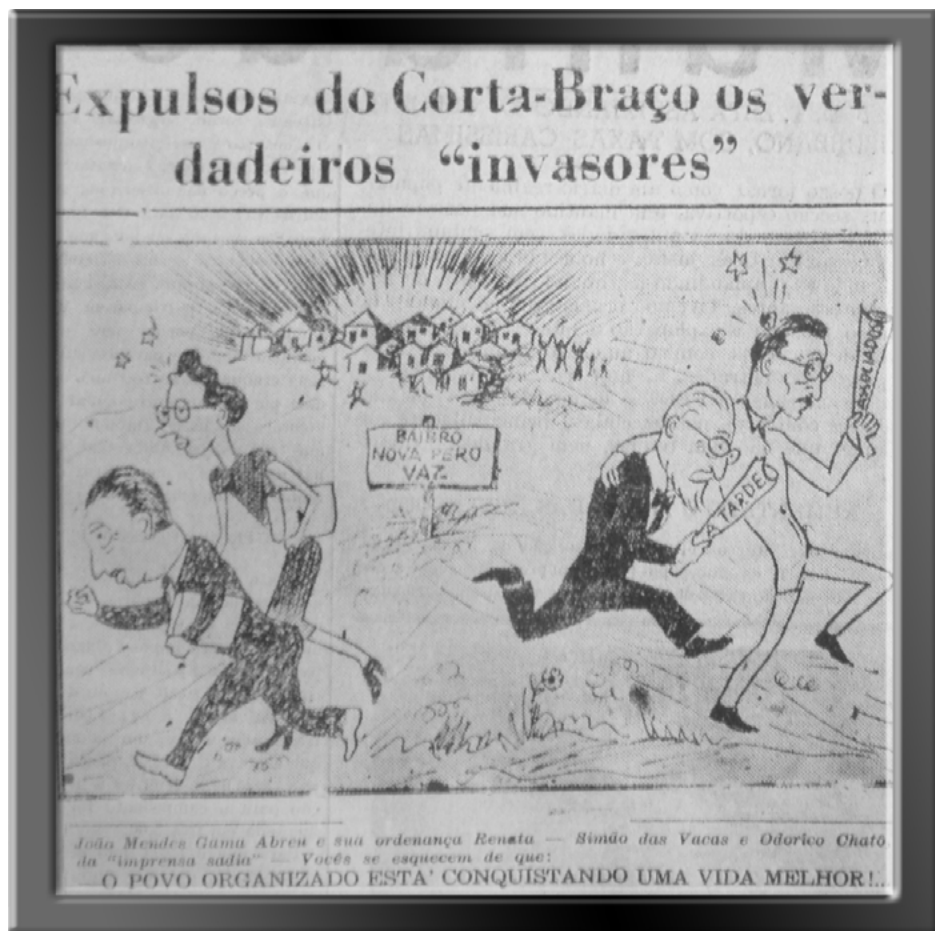 Expulsos do Corta-Braço os ver-
dadeiros "invasores"
BAIRRO
NOVA PERO
VAZ
ASSOCIADOS
A TARDE
João Mendes Gama Abreu e sua ordenança Renata — Simão das Vacas e Odorico Chatô
da "imprensa sadia" — Vocês se esquecem de que:
O POVO ORGANIZADO ESTA' CONQUISTANDO UMA VIDA MELHOR!..